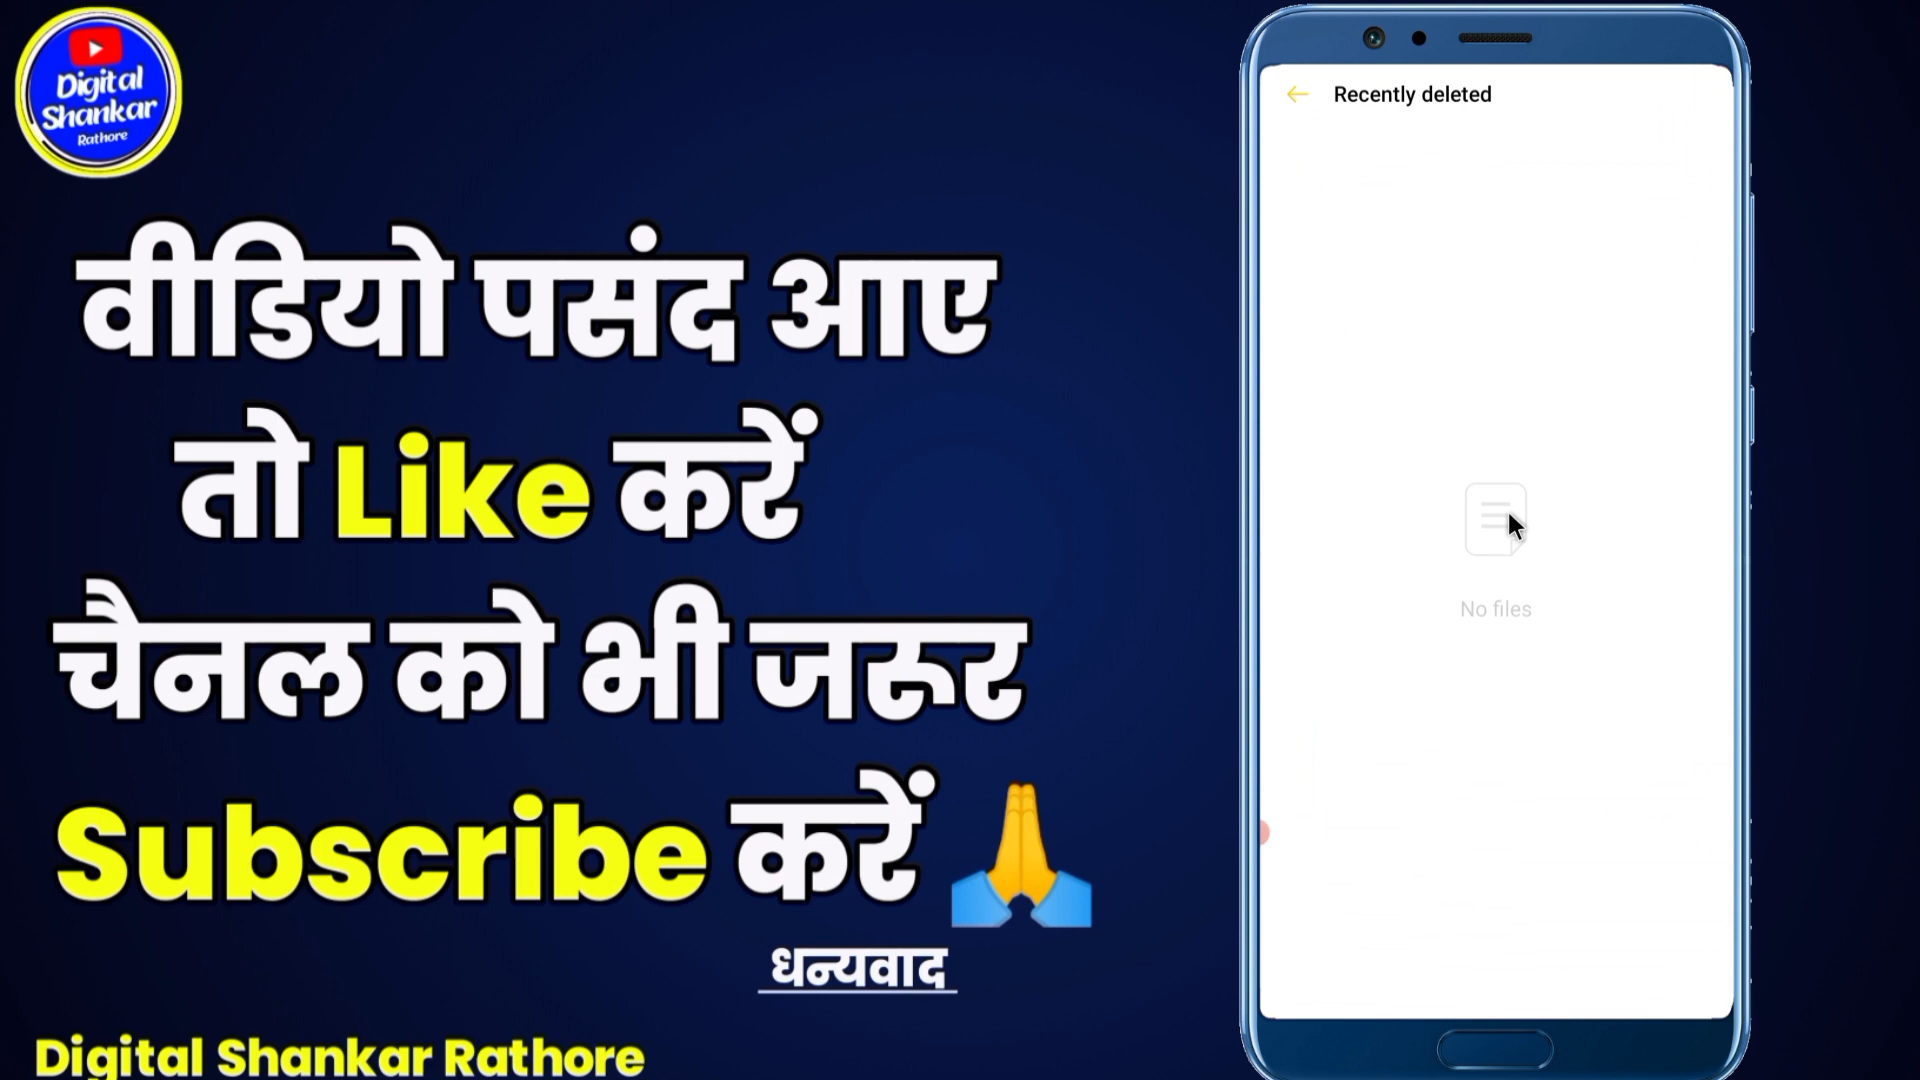 Digital
Shankar
Rathore
वीडियो पसंद आए
तो Like करें
चैनल को भी जरूर
Subscribe करें 🙏
धन्यवाद
Digital Shankar Rathore
Recently deleted
No files